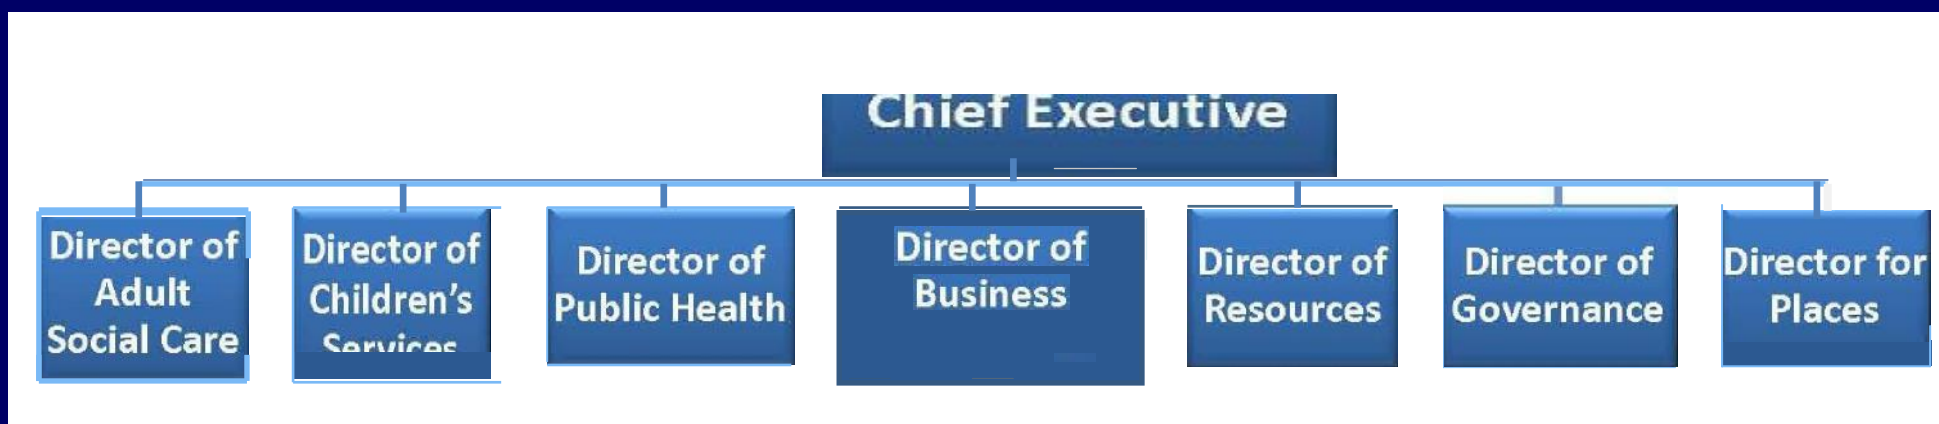 Chief Executive
Director of
Adult
Social Care
Director of
Children's
Services
Director of
Public Health
Director of
Business
Director of
Resources
Director of
Governance
Director for
Places